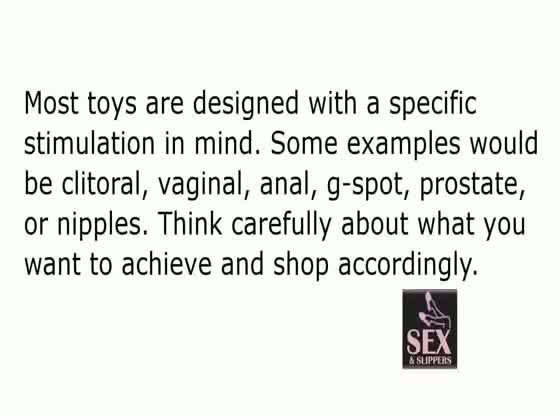 Most toys are designed with a specific
stimulation in mind. Some examples would
be clitoral, vaginal, anal, g-spot, prostate,
or nipples. Think carefully about what you
want to achieve and shop accordingly.
SEX
& SLIPPERS